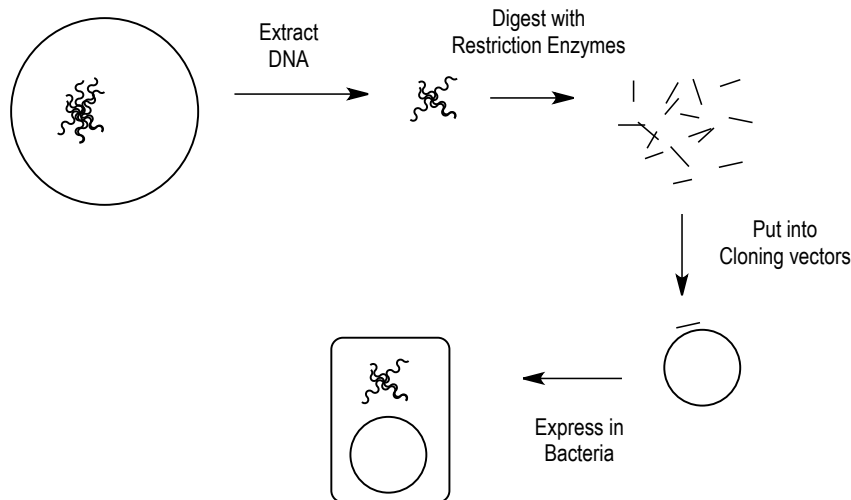 Extract
DNA
Digest with
Restriction Enzymes
Put into
Cloning vectors
Express in
Bacteria